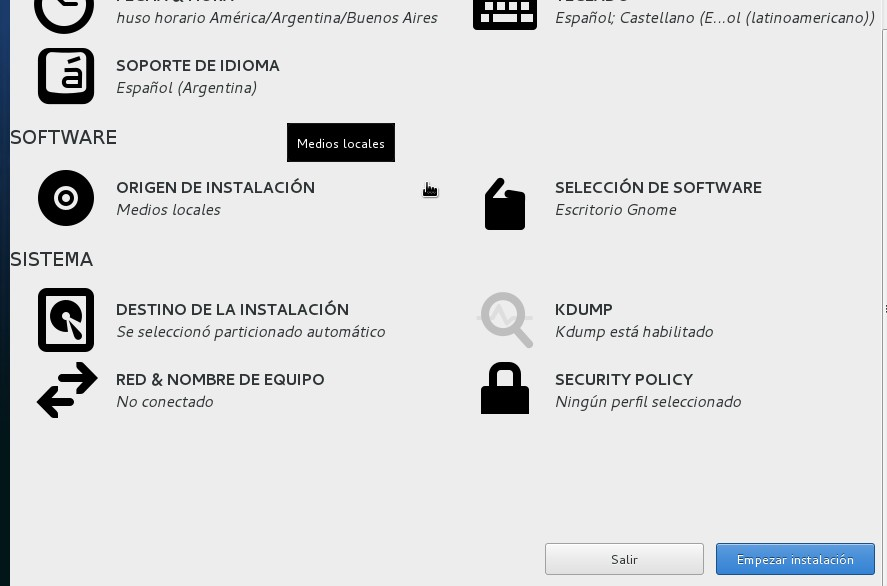 huso horario América/Argentina/Buenos Aires
Español; Castellano (E...ol (latinoamericano))
SOPORTE DE IDIOMA
Español (Argentina)
SOFTWARE
Medios locales
ORIGEN DE INSTALACIÓN
Medios locales
SELECCIÓN DE SOFTWARE
Escritorio Gnome
SISTEMA
DESTINO DE LA INSTALACIÓN
Se seleccionó particionado automático
KDUMP
Kdump está habilitado
RED & NOMBRE DE EQUIPO
No conectado
SECURITY POLICY
Ningún perfil seleccionado
Salir
Empezar instalación